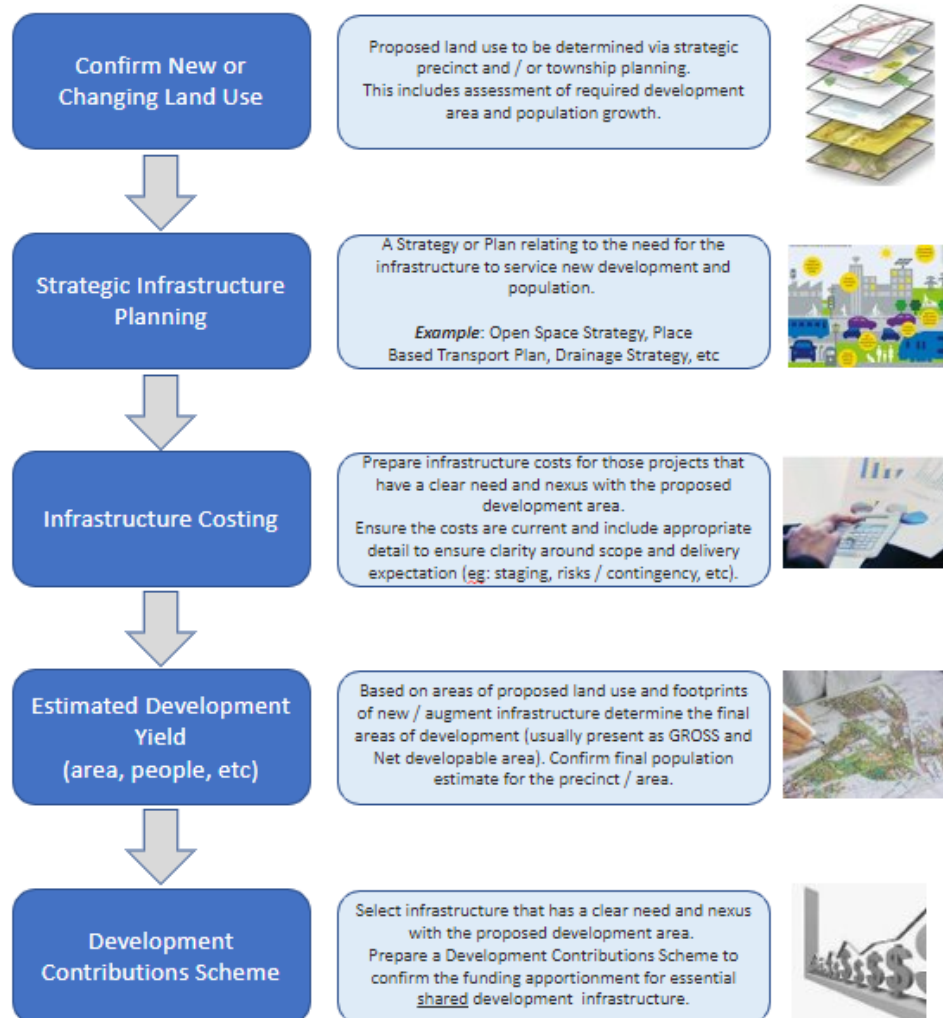 Confirm New or
Changing Land Use
Proposed land use to be determined via strategic
precinct and / or township planning.
This includes assessment of required development
area and population growth.
Strategic Infrastructure
Planning
A Strategy or Plan relating to the need for the
infrastructure to service new development and
population.
Example: Open Space Strategy, Place
Based Transport Plan, Drainage Strategy, etc
Infrastructure Costing
Prepare infrastructure costs for those projects that
have a clear need and nexus with the proposed
development area.
Ensure the costs are current and include appropriate
detail to ensure clarity around scope and delivery
expectation (eg: staging, risks / contingency, etc).
Estimated Development
Yield
(area, people, etc)
Based on areas of proposed land use and footprints
of new / augment infrastructure determine the final
areas of development (usually present as GROSS and
Net developable area). Confirm final population
estimate for the precinct / area.
Development
Contributions Scheme
Select infrastructure that has a clear need and nexus
with the proposed development area.
Prepare a Development Contributions Scheme to
confirm the funding apportionment for essential
shared development infrastructure.